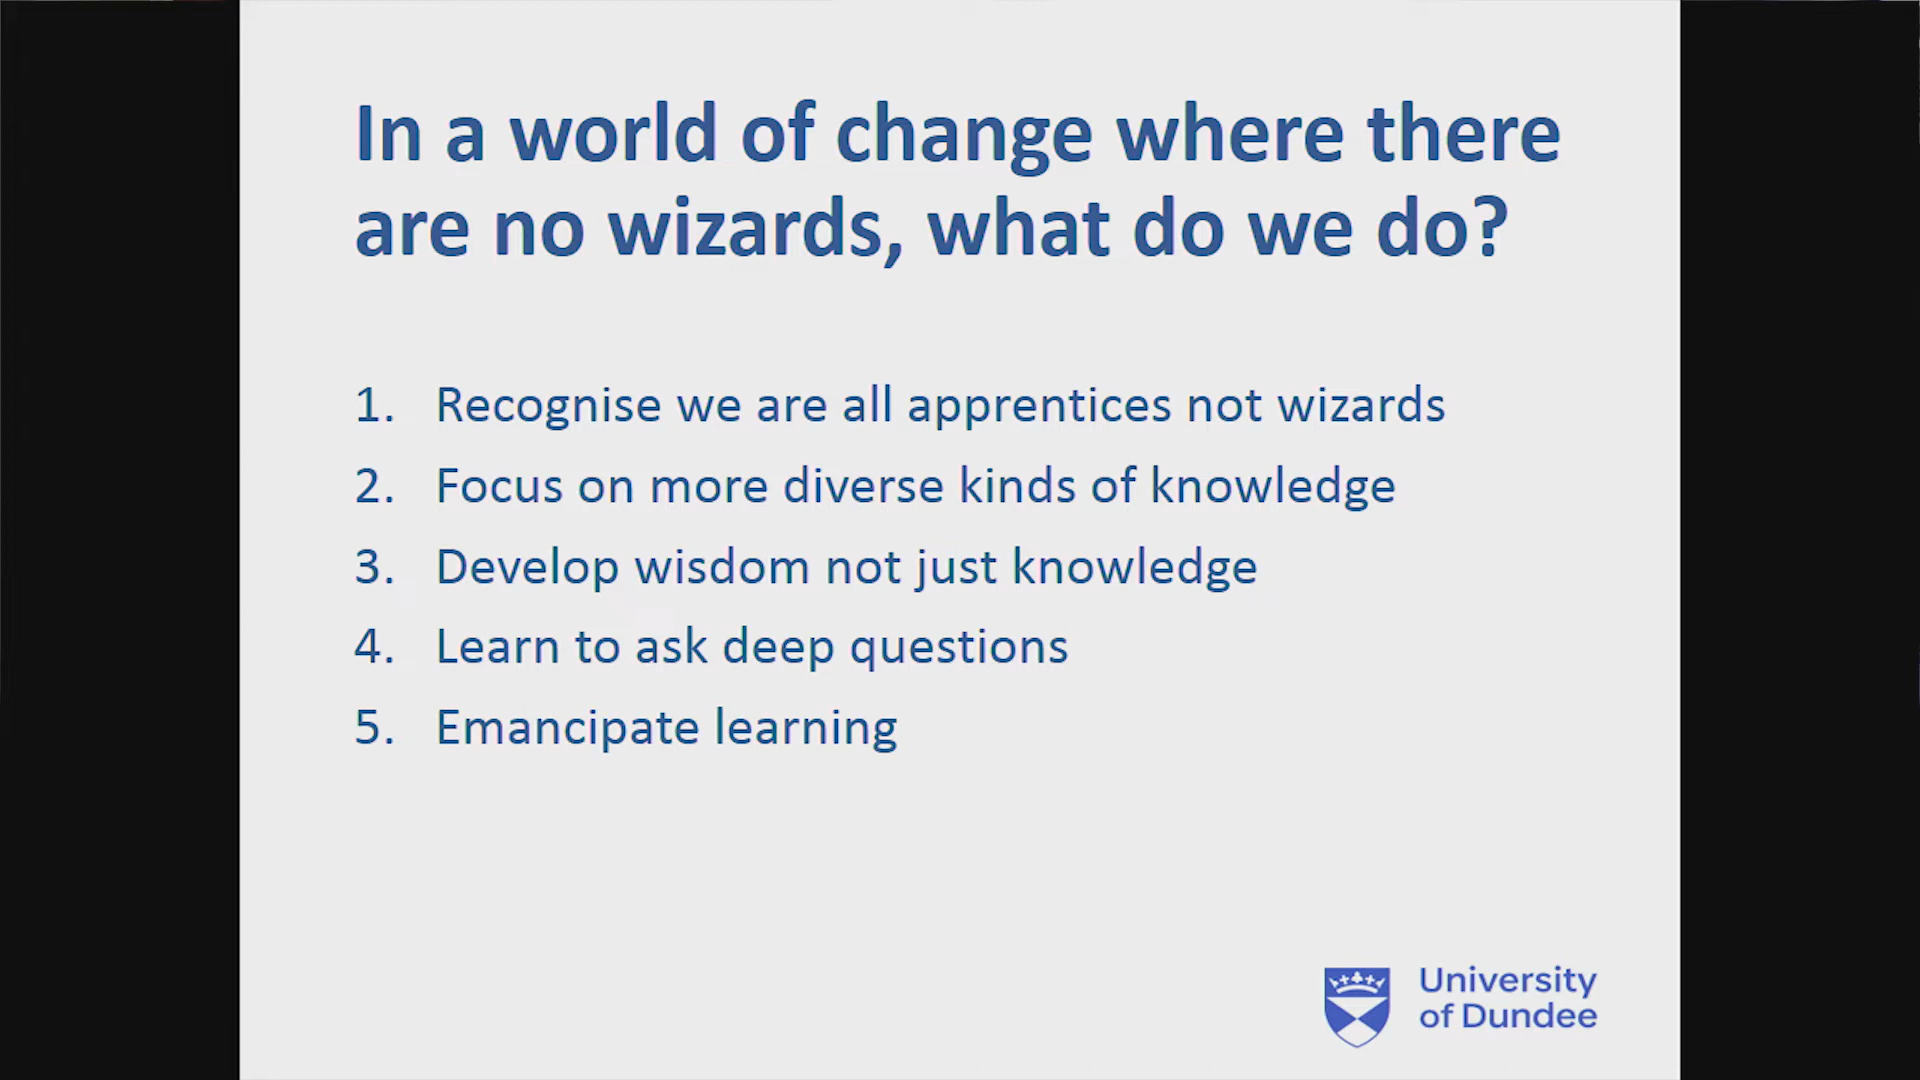 In a world of change where there
are no wizards, what do we do?
1. Recognise we are all apprentices not wizards
2. Focus on more diverse kinds of knowledge
3. Develop wisdom not just knowledge
4. Learn to ask deep questions
5. Emancipate learning
University
of Dundee